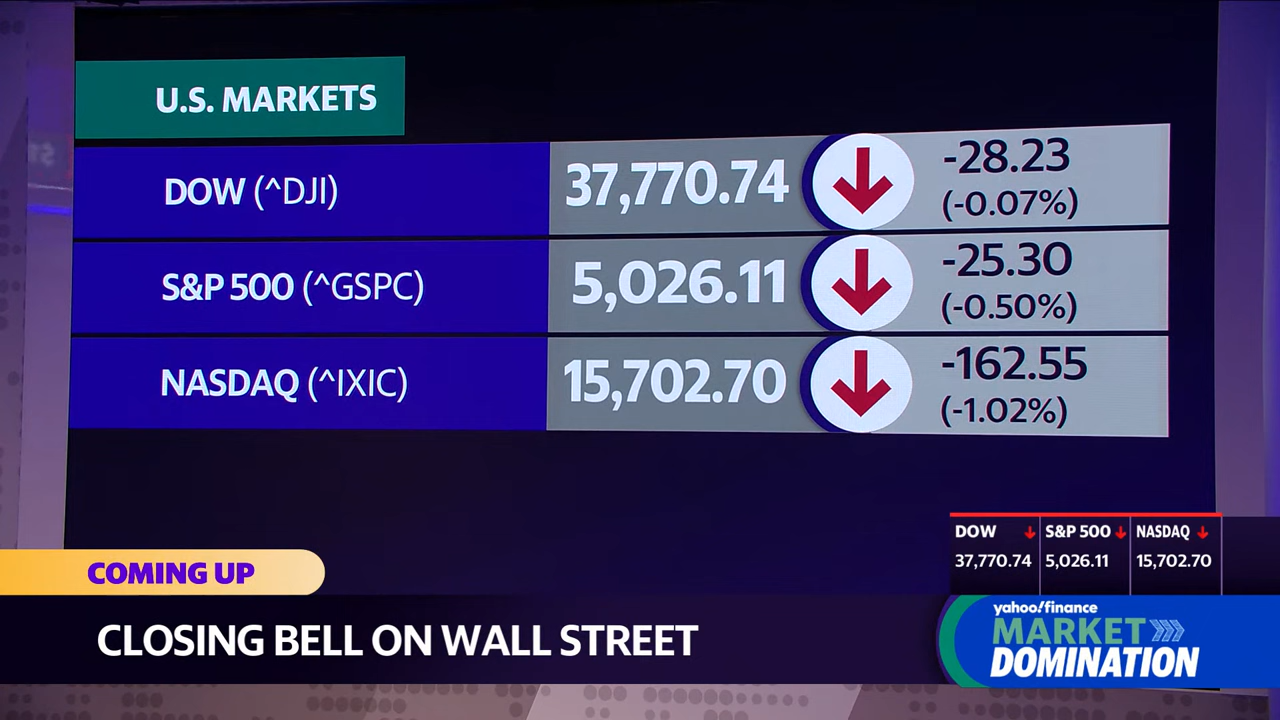 U.S. MARKETS
DOW (^DJI) 37,770.74 -28.23
(-0.07%)
S&P 500 (^GSPC) 5,026.11 -25.30
(-0.50%)
NASDAQ (^IXIC) 15,702.70 -162.55
(-1.02%)
DOW S&P 500 NASDAQ
37,770.74 5,026.11 15,702.70
COMING UP
CLOSING BELL ON WALL STREET
yahoo!finance
MARKET
DOMINATION